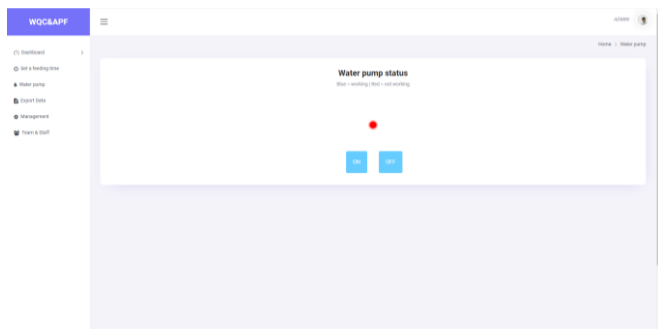 WQC&APF
ADMIN
Home > Water pump
Dashboard
Set a feeding time
Water pump
Export Data
Management
Team & Staff
Water pump status
Blue = working | Red = not working
ON
OFF